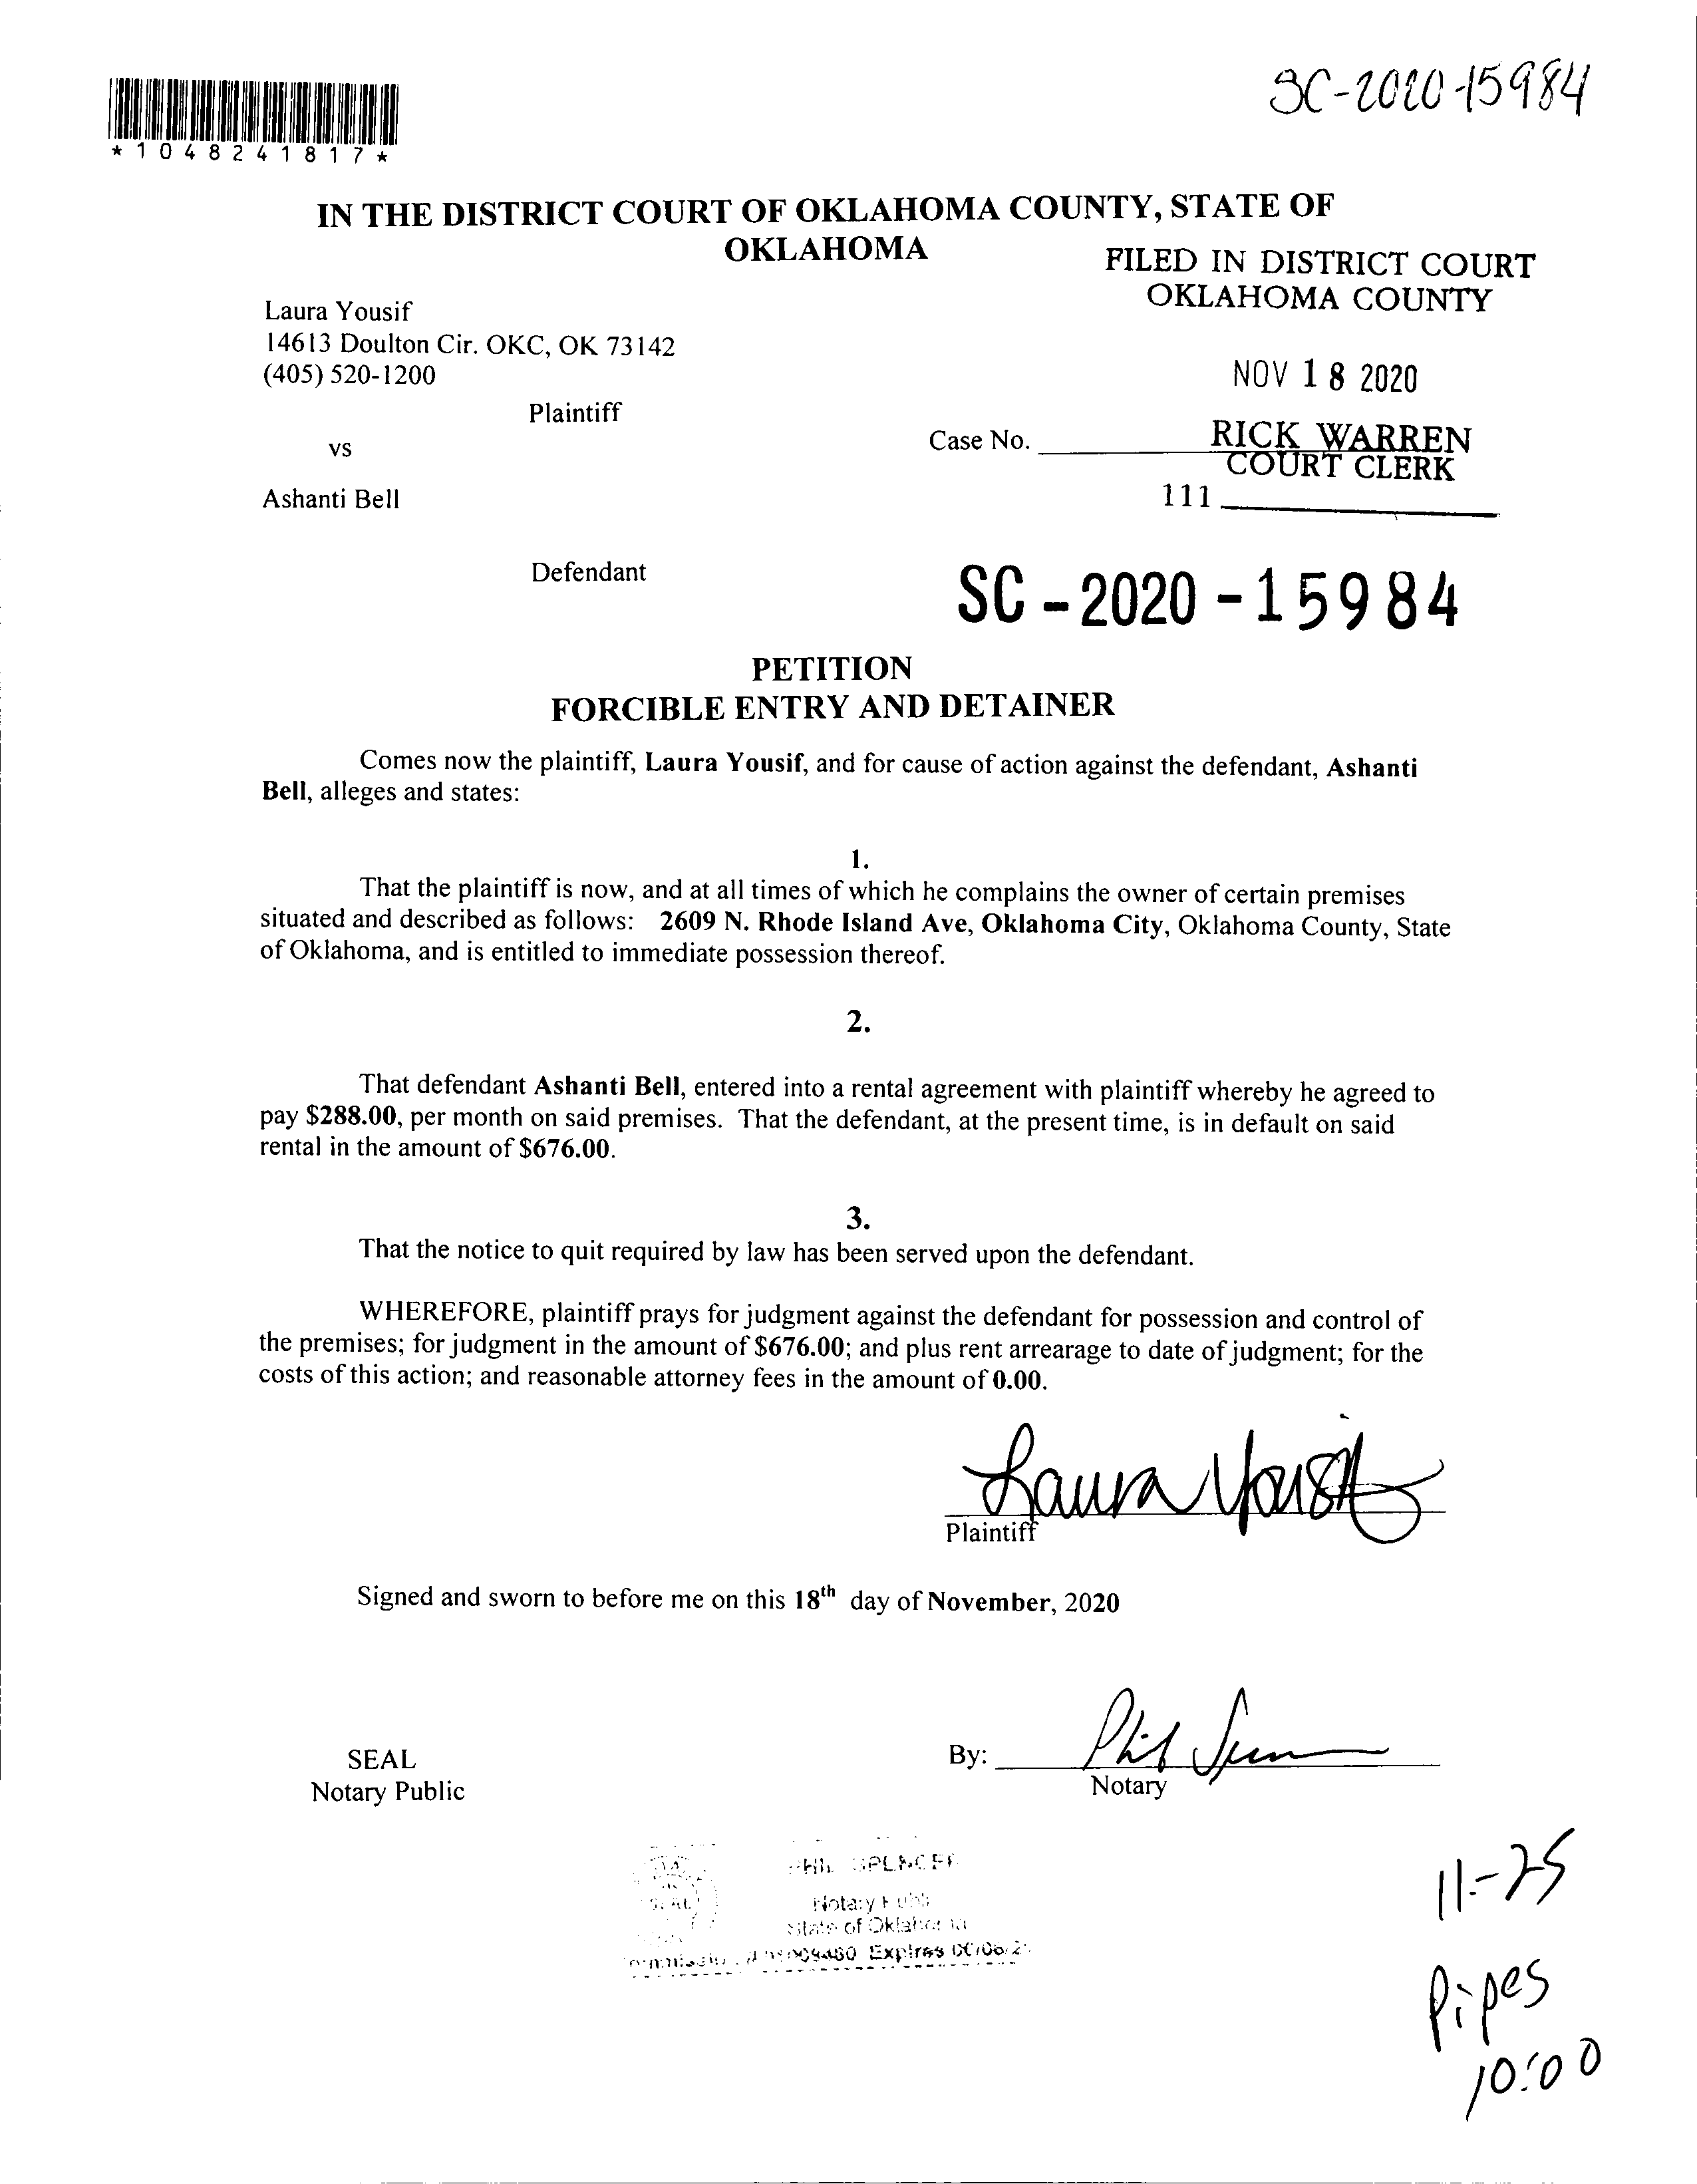 SC-2020-15984
*1048241817*
IN THE DISTRICT COURT OF OKLAHOMA COUNTY, STATE OF
OKLAHOMA
FILED IN DISTRICT COURT
OKLAHOMA COUNTY
Laura Yousif
14613 Doulton Cir. OKC, OK 73142
(405) 520-1200
NOV 18 2020
Plaintiff
vs
Case No.
RICK WARREN
COURT CLERK
Ashanti Bell
111
Defendant
SC-2020-15984
PETITION
FORCIBLE ENTRY AND DETAINER
Comes now the plaintiff, Laura Yousif, and for cause of action against the defendant, Ashanti
Bell, alleges and states:
1.
That the plaintiff is now, and at all times of which he complains the owner of certain premises
situated and described as follows: 2609 N. Rhode Island Ave, Oklahoma City, Oklahoma County, State
of Oklahoma, and is entitled to immediate possession thereof.
2.
That defendant Ashanti Bell, entered into a rental agreement with plaintiff whereby he agreed to
pay $288.00, per month on said premises. That the defendant, at the present time, is in default on said
rental in the amount of $676.00.
3.
That the notice to quit required by law has been served upon the defendant.
WHEREFORE, plaintiff prays for judgment against the defendant for possession and control of
the premises; for judgment in the amount of $676.00; and plus rent arrearage to date of judgment; for the
costs of this action; and reasonable attorney fees in the amount of 0.00.
Laura Yousif
Plaintiff
Signed and sworn to before me on this 18th day of November, 2020
SEAL
Notary Public
By:
Phil
Notary
Notary
State of Oklahoma
Expires
11-25
Pipes
10:00